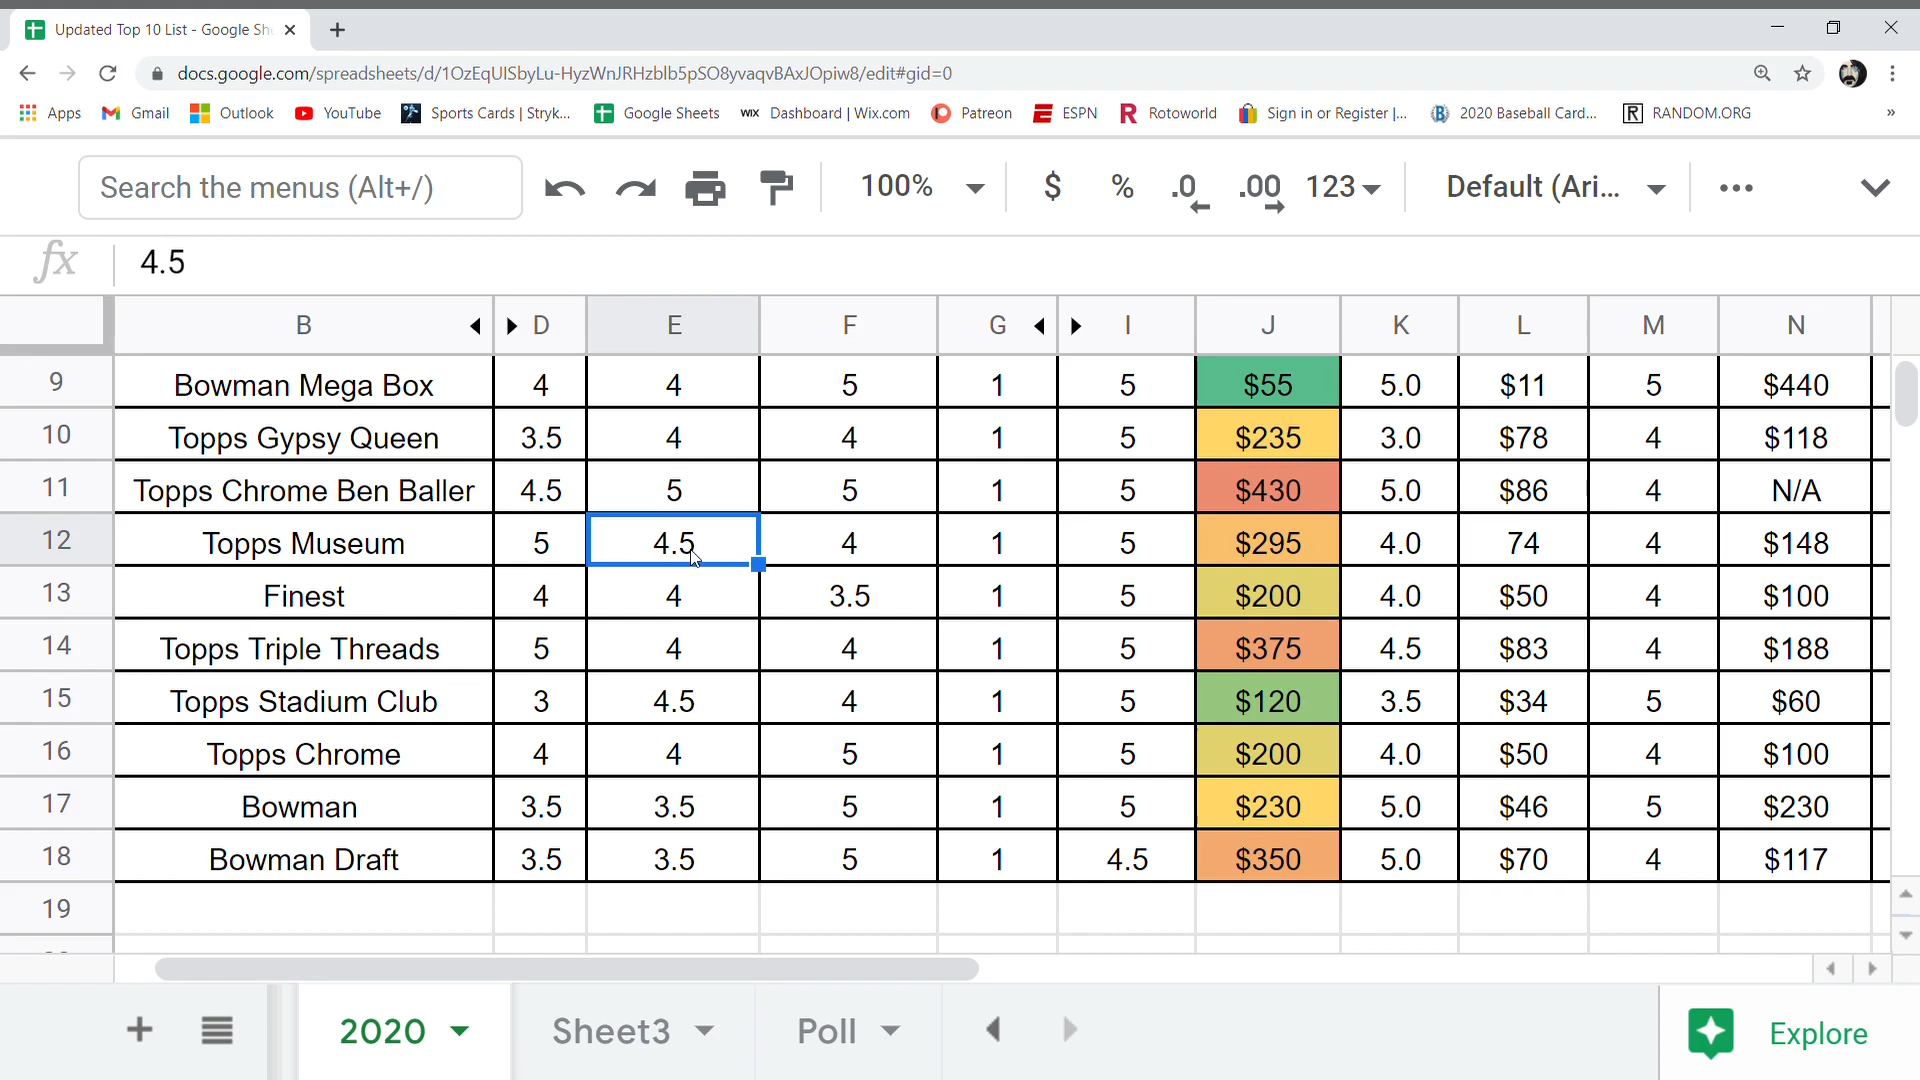 Updated Top 10 List - Google Sh
docs.google.com/spreadsheets/d/1OzEqUISbyLu-HyzWnJRHzblb5pSO8yvaqvBAxJOpiw8/edit#gid=0
Apps Gmail Outlook YouTube Sports Cards | Stryk... Google Sheets WIX Dashboard | Wix.com Patreon ESPN R Rotoworld Sign in or Register |... B 2020 Baseball Card... R RANDOM.ORG »
Search the menus (Alt+/) 100% $ % .0 .00 123 Default (Ari...
fx 4.5
B D E F G I J K L M N
9 Bowman Mega Box 4 4 5 1 5 $55 5.0 $11 5 $440
10 Topps Gypsy Queen 3.5 4 4 1 5 $235 3.0 $78 4 $118
11 Topps Chrome Ben Baller 4.5 5 5 1 5 $430 5.0 $86 4 N/A
12 Topps Museum 5 4.5 4 1 5 $295 4.0 74 4 $148
13 Finest 4 4 3.5 1 5 $200 4.0 $50 4 $100
14 Topps Triple Threads 5 4 4 1 5 $375 4.5 $83 4 $188
15 Topps Stadium Club 3 4.5 4 1 5 $120 3.5 $34 5 $60
16 Topps Chrome 4 4 5 1 5 $200 4.0 $50 4 $100
17 Bowman 3.5 3.5 5 1 5 $230 5.0 $46 5 $230
18 Bowman Draft 3.5 3.5 5 1 4.5 $350 5.0 $70 4 $117
19
2020 Sheet3 Poll Explore